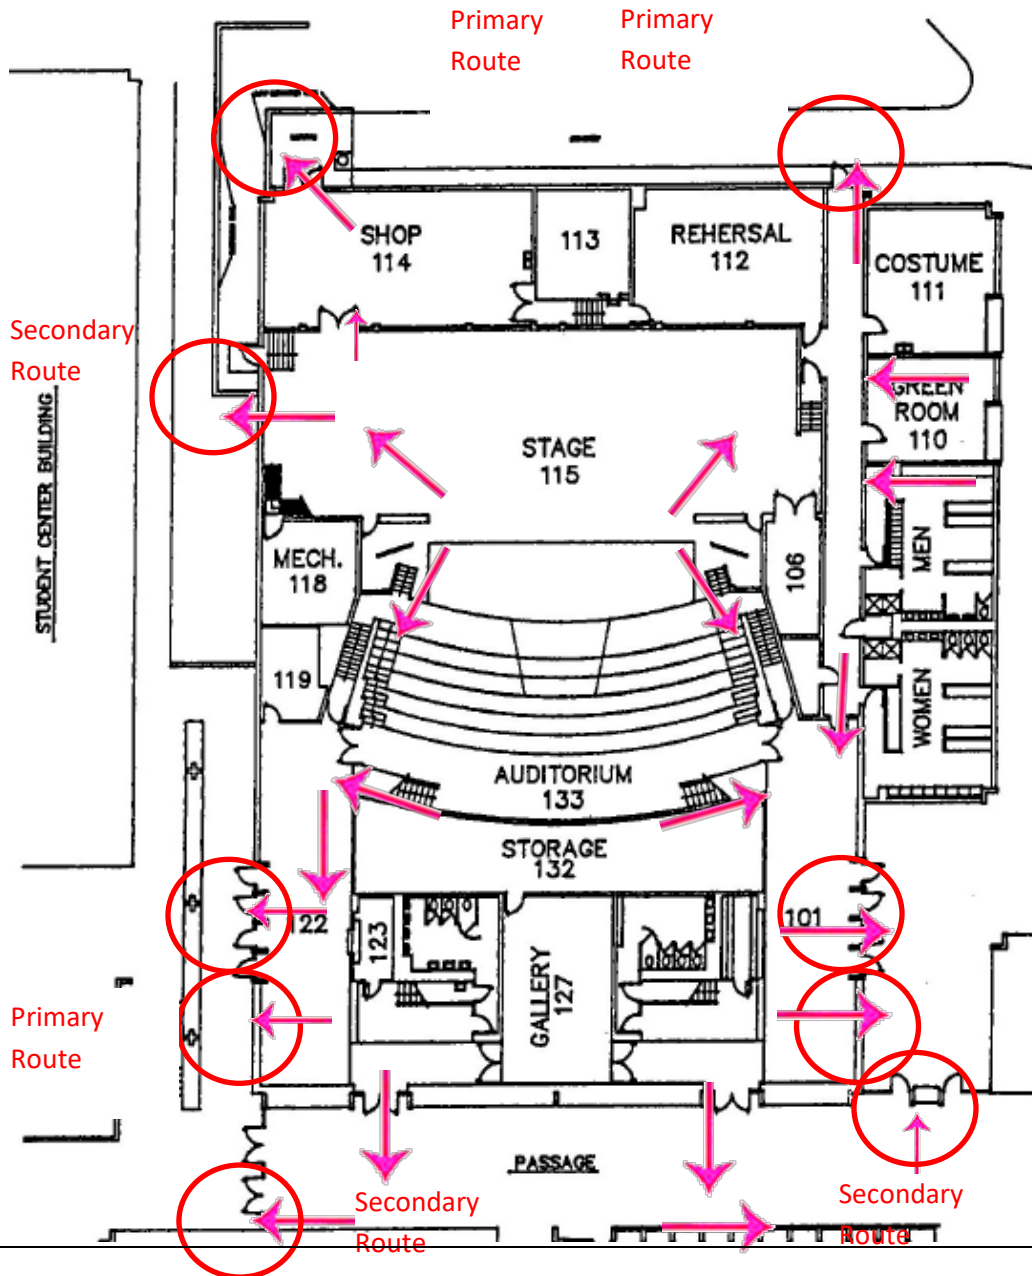 Primary
Route
Primary
Route
SHOP
114
113
REHERSAL
112
COSTUME
111
Secondary
Route
GREEN
ROOM
110
STUDENT CENTER BUILDING
STAGE
115
MECH.
118
106
MEN
119
WOMEN
AUDITORIUM
133
STORAGE
132
122
123
GALLERY
127
101
Primary
Route
PASSAGE
Secondary
Route
Secondary
Route